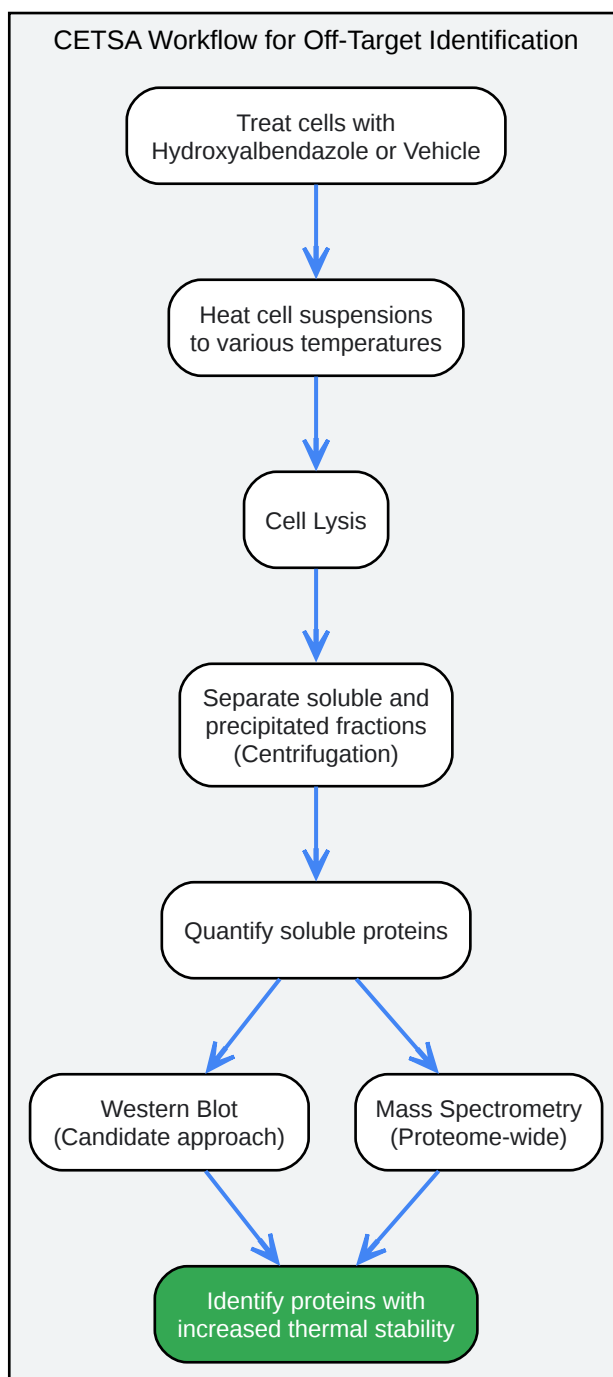 CETSA Workflow for Off-Target Identification
Treat cells with
Hydroxyalbendazole or Vehicle
Heat cell suspensions
to various temperatures
Cell Lysis
Separate soluble and
precipitated fractions
(Centrifugation)
Quantify soluble proteins
Western Blot
(Candidate approach)
Mass Spectrometry
(Proteome-wide)
Identify proteins with
increased thermal stability